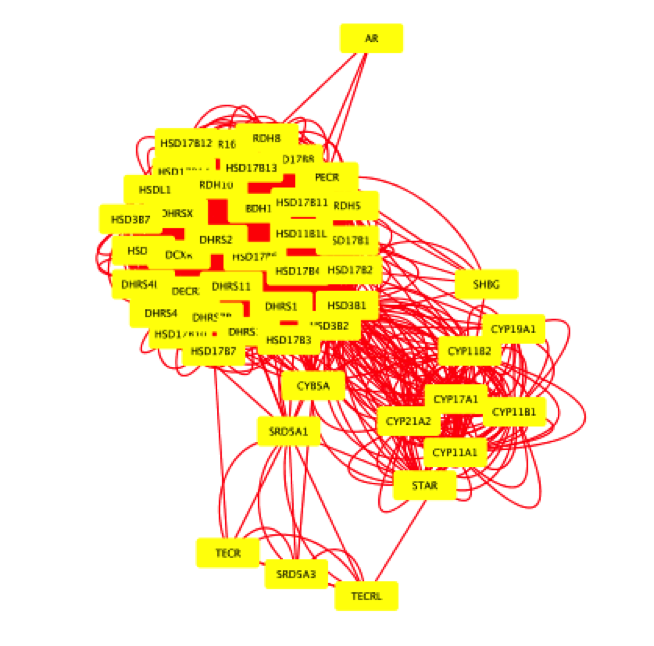 AR
HSD17B12
R16
RDH8
D17B8
HSD17B13
PECR
HSDL1
RDH10
HSD17B11
RDH5
HSD3B7
DHRSX
BDH1
HSD11B1L
SD17B1
HSD
DHRS2
DCXR
HSD17B4
HSD17B2
DHRS4L
DECR
DHRS11
DHRS1
HSD3B1
DHRS4
DHRS
HSD3B2
HSD17B7
HSD17B3
SHBG
CYP19A1
CYP11B2
CYB5A
CYP17A1
CYP11B1
CYP21A2
SRD5A1
CYP11A1
STAR
TECR
SRD5A3
TECRL